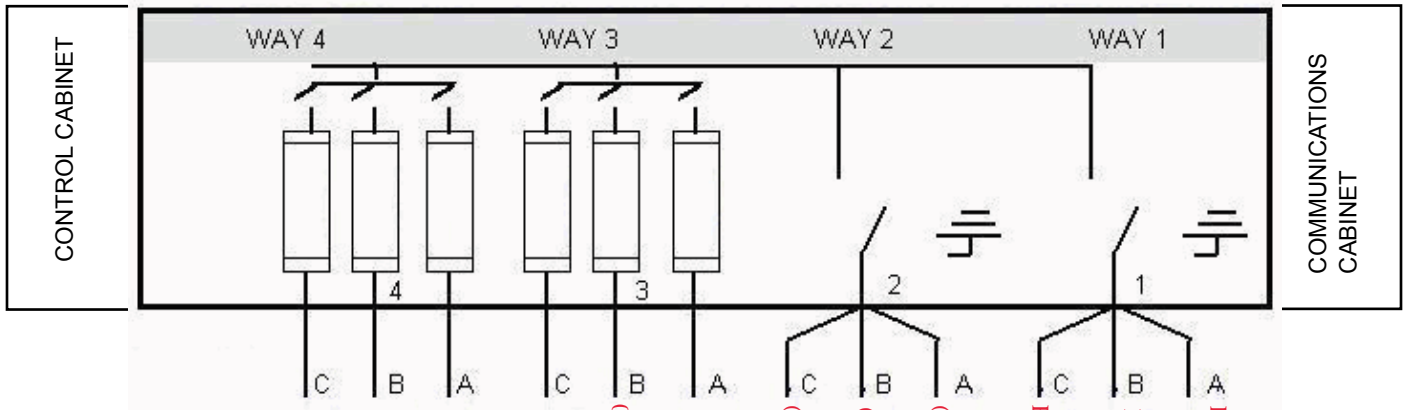 CONTROL CABINET
WAY 4 WAY 3 WAY 2 WAY 1
COMMUNICATIONS
CABINET
4 3 2 1
C B A C B A C B A C B A